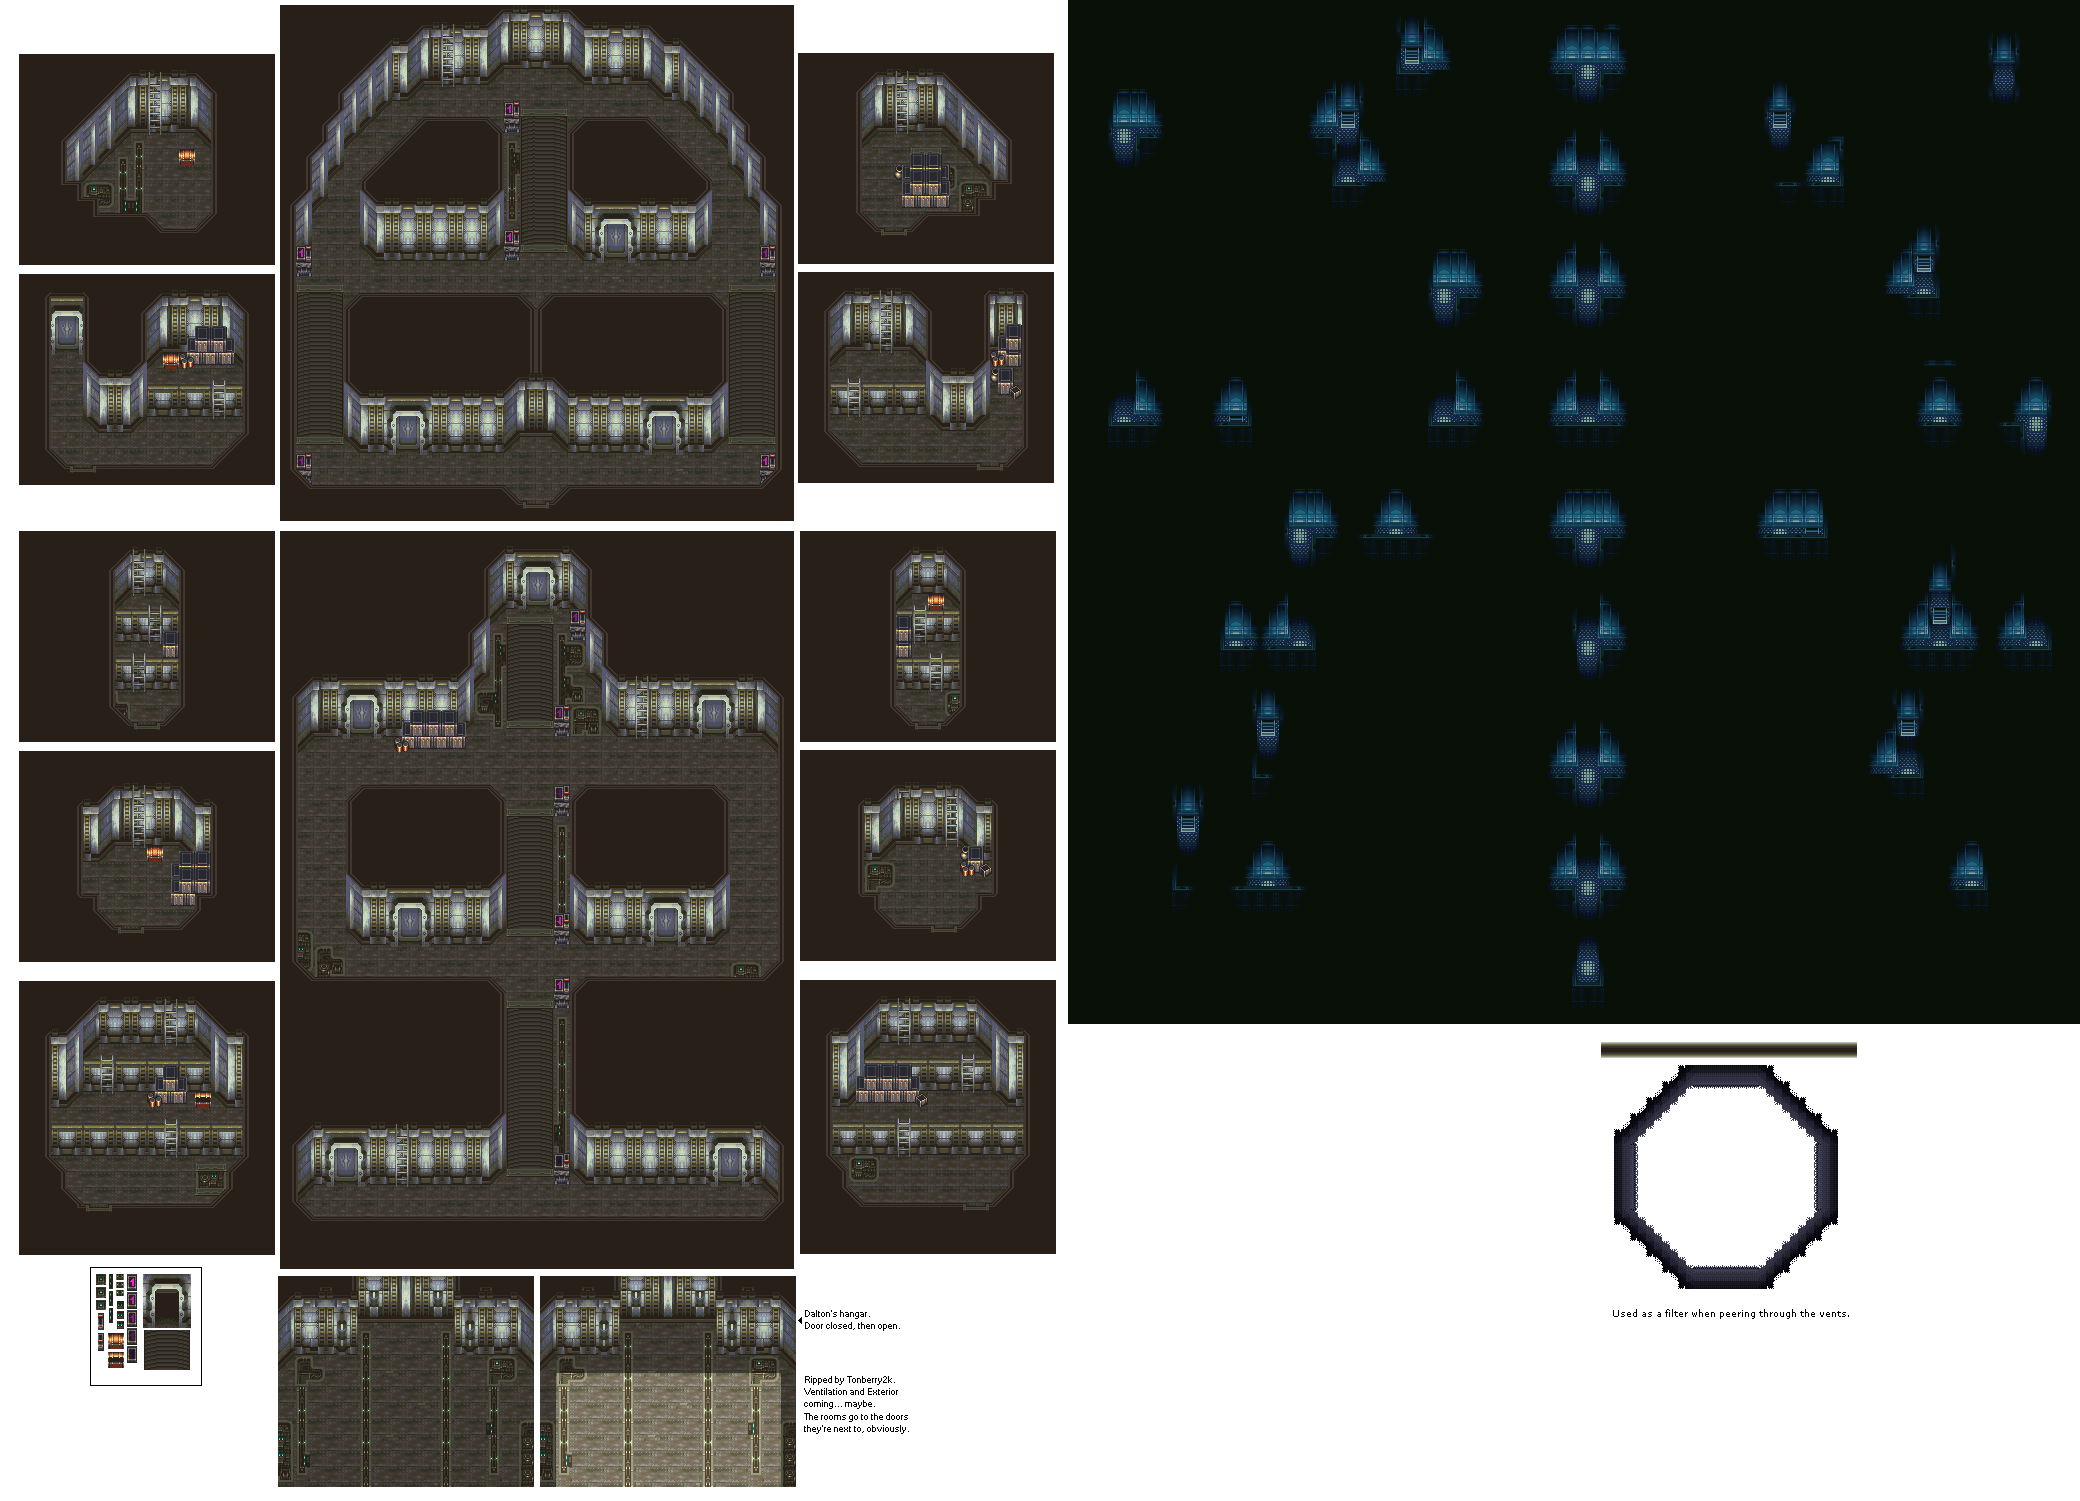 Dalton's hangar.
Door closed, then open.
Ripped by Tonberry2k.
Ventilation and Exterior
coming... maybe.
The rooms go to the doors
they're next to, obviously.
Used as a filter when peering through the vents.